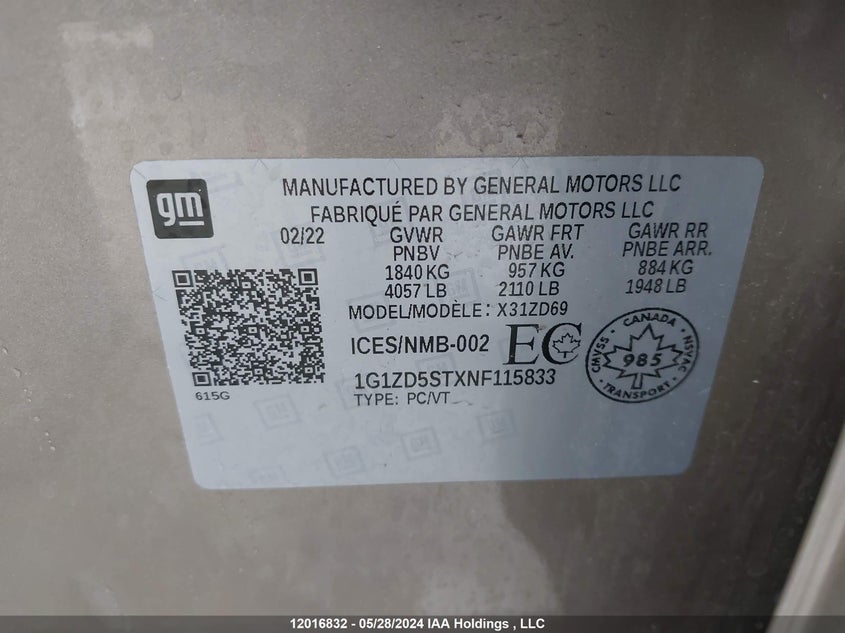 gm
MANUFACTURED BY GENERAL MOTORS LLC
FABRIQUÉ PAR GENERAL MOTORS LLC
02/22 GVWR GAWR FRT GAWR RR
PNBV PNBE AV. PNBE ARR.
1840 KG 957 KG 884 KG
4057 LB 2110 LB 1948 LB
MODEL/MODÈLE: X31ZD69
ICES/NMB-002 EC
CANADA
CMVSS 985 NSVAC
TRANSPORT
1G1ZD5STXNF115833
615G TYPE: PC/VT
12016832 - 05/28/2024 IAA Holdings , LLC